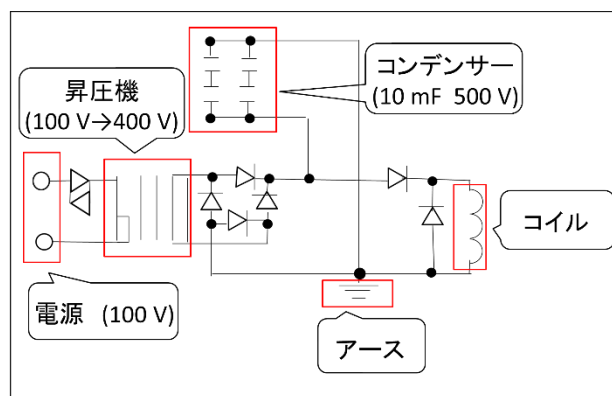 昇圧機
(100 V→400 V)
コンデンサー
(10 mF 500 V)
コイル
電源 (100 V)
アース